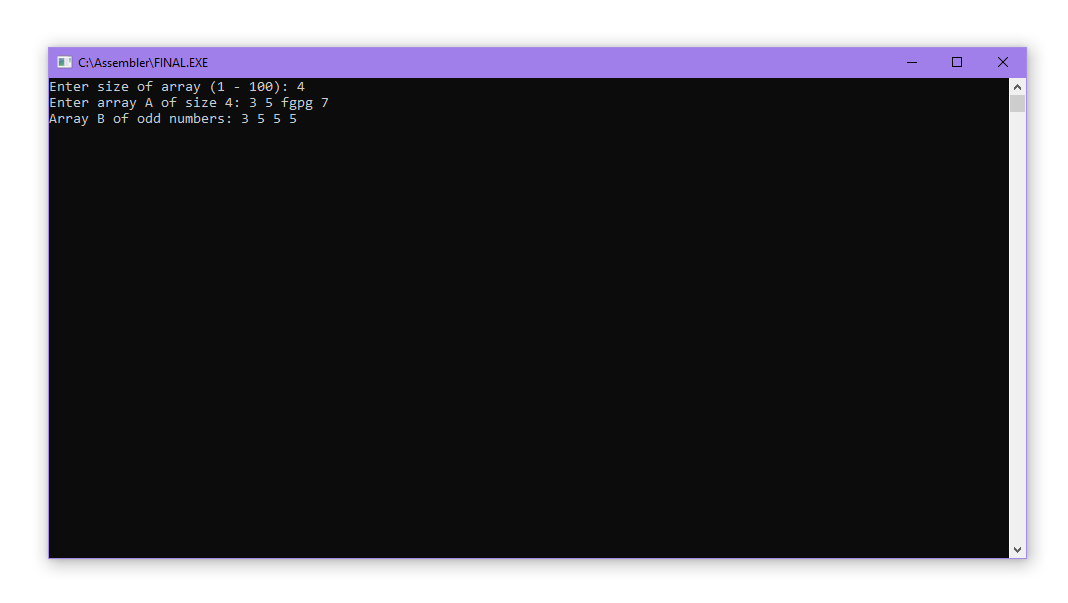 C:\Assembler\FINAL.EXE
Enter size of array (1 - 100): 4
Enter array A of size 4: 3 5 fgpg 7
Array B of odd numbers: 3 5 5 5